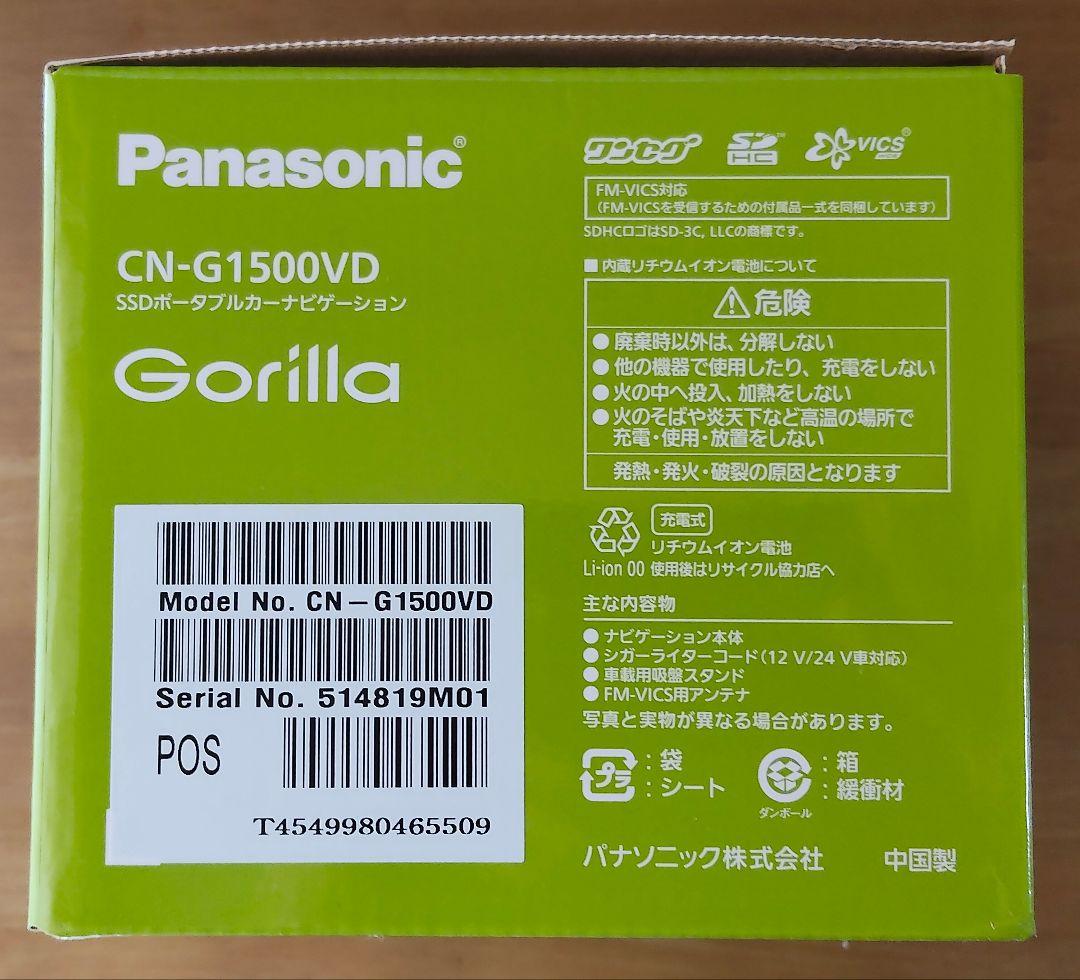 Panasonic®
CN-G1500VD
SSDポータブルカーナビゲーション
Gorilla
Model No. CN-G1500VD
Serial No. 514819M01
POS
T4549980465509
ワンセグ SD HC ™ VICS® WIDE
FM-VICS対応
(FM-VICSを受信するための付属品一式を同梱しています)
SDHCロゴはSD-3C, LLCの商標です。
■ 内蔵リチウムイオン電池について
⚠ 危険
● 廃棄時以外は、分解しない
● 他の機器で使用したり、充電をしない
● 火の中へ投入、加熱をしない
● 火のそばや炎天下など高温の場所で
充電・使用・放置をしない
発熱・発火・破裂の原因となります
充電式
リチウムイオン電池
Li-ion 00 使用後はリサイクル協力店へ
主な内容物
● ナビゲーション本体
● シガーライターコード(12 V/24 V車対応)
● 車載用吸盤スタンド
● FM-VICS用アンテナ
写真と実物が異なる場合があります。
プラ : 袋
: シート
ダンボール : 箱
: 緩衝材
パナソニック株式会社 中国製